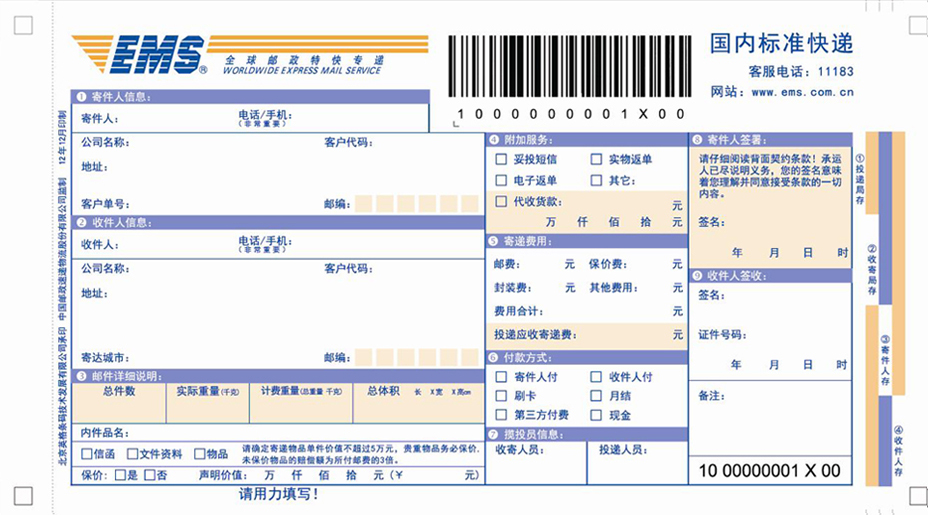 EMS®
全球邮政特快专递
WORLDWIDE EXPRESS MAIL SERVICE
1 0 0 0 0 0 0 0 0 0 1 X 0 0
国内标准快递
客服电话：11183
网站：www.ems.com.cn
① 寄件人信息：
寄件人： 电话/手机：
（非常重要）
公司名称： 客户代码：
地址：
客户单号： 邮编：
② 收件人信息：
收件人： 电话/手机：
（非常重要）
公司名称： 客户代码：
地址：
寄达城市： 邮编：
③ 邮件详细说明：
总件数 实际重量(千克) 计费重量(总重量 千克) 总体积 长 X宽 X高cm
内件品名：
□信函 □文件资料 □物品 请确定寄递物品单件价值不超过5万元，贵重物品务必保价，
未保价物品的赔偿额为所付邮费的3倍。
保价：□是 □否 声明价值： 万 仟 佰 拾 元（￥ 元）
请用力填写！
④ 附加服务：
□ 妥投短信 □ 实物返单
□ 电子返单 □ 其它：
□ 代收货款： 元
万 仟 佰 拾 元
⑤ 寄递费用：
邮费： 元 保价费： 元
封装费： 元 其他费用： 元
费用合计： 元
投递应收寄递费： 元
⑥ 付款方式：
□ 寄件人付 □ 收件人付
□ 刷卡 □ 月结
□ 第三方付费 □ 现金
⑦ 揽投员信息：
收寄人员： 投递人员：
⑧ 寄件人签署：
请仔细阅读背面契约条款！承运
人已尽说明义务，您的签名意味
着您理解并同意接受条款的一切
内容。
签名：
年 月 日 时
⑨ 收件人签收：
签名：
证件号码：
年 月 日 时
备注：
10 00000001 X 00
①投递局存
②收寄局存
③寄件人存
④收件人存
北京英格条码技术发展有限公司承印 中国邮政速递物流股份有限公司监制 12年12月印制